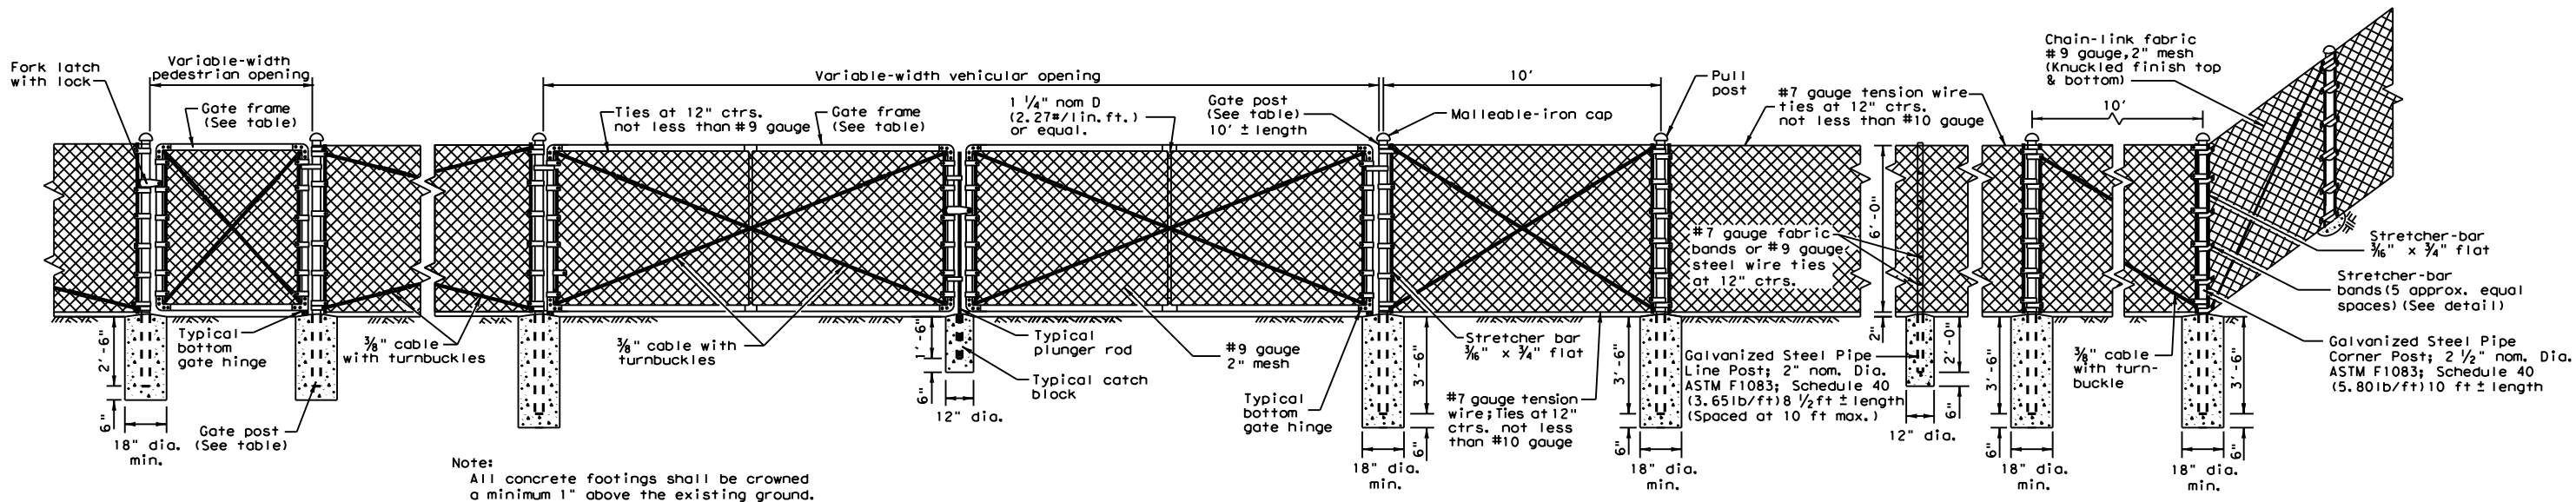 Fork latch
with lock
Variable-width
pedestrian opening
Gate frame
(See table)
Variable-width vehicular opening
Ties at 12" ctrs.
not less than #9 gauge
Gate frame
(See table)
1 ¼" nom D
(2.27#/lin.ft.)
or equal.
Gate post
(See table)
10' ± length
10'
Malleable-iron cap
Pull
post
#7 gauge tension wire
ties at 12" ctrs.
not less than #10 gauge
Chain-link fabric
#9 gauge,2" mesh
(Knuckled finish top
& bottom)
10'
6'-0"
#7 gauge fabric
bands or #9 gauge
steel wire ties
at 12" ctrs.
Stretcher-bar
3⁄16" x ¾" flat
Stretcher-bar
bands(5 approx. equal
spaces)(See detail)
Galvanized Steel Pipe
Corner Post; 2 ½" nom. Dia.
ASTM F1083; Schedule 40
(5.80lb/ft)10 ft ± length
2'-6"
6"
18" dia.
min.
Typical
bottom
gate hinge
Gate post
(See table)
⅜" cable
with turnbuckles
⅜" cable with
turnbuckles
1'-6"
6"
12" dia.
Typical
plunger rod
Typical catch
block
#9 gauge
2" mesh
Typical
bottom
gate hinge
3'-6"
6"
18" dia.
min.
Stretcher bar
3⁄16" x ¾" flat
#7 gauge tension
wire;Ties at 12"
ctrs. not less
than #10 gauge
3'-6"
6"
18" dia.
min.
Galvanized Steel Pipe
Line Post; 2" nom. Dia.
ASTM F1083; Schedule 40
(3.65lb/ft)8 ½ft ± length
(Spaced at 10 ft max.)
2"
2'-0"
6"
12" dia.
3'-6"
6"
18" dia.
min.
⅜" cable
with turn-
buckle
3'-6"
6"
18" dia.
min.
Note:
All concrete footings shall be crowned
a minimum 1" above the existing ground.